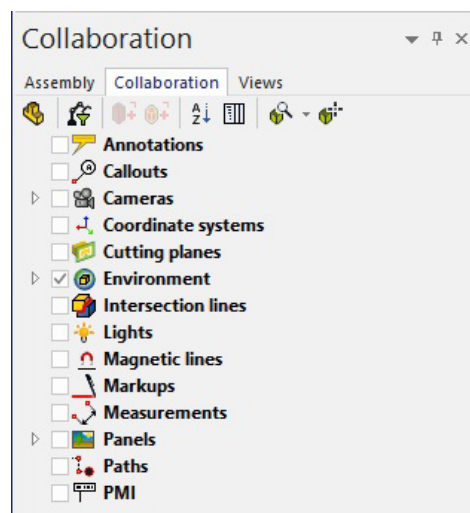 Collaboration
Assembly Collaboration Views
Annotations
Callouts
Cameras
Coordinate systems
Cutting planes
Environment
Intersection lines
Lights
Magnetic lines
Markups
Measurements
Panels
Paths
PMI